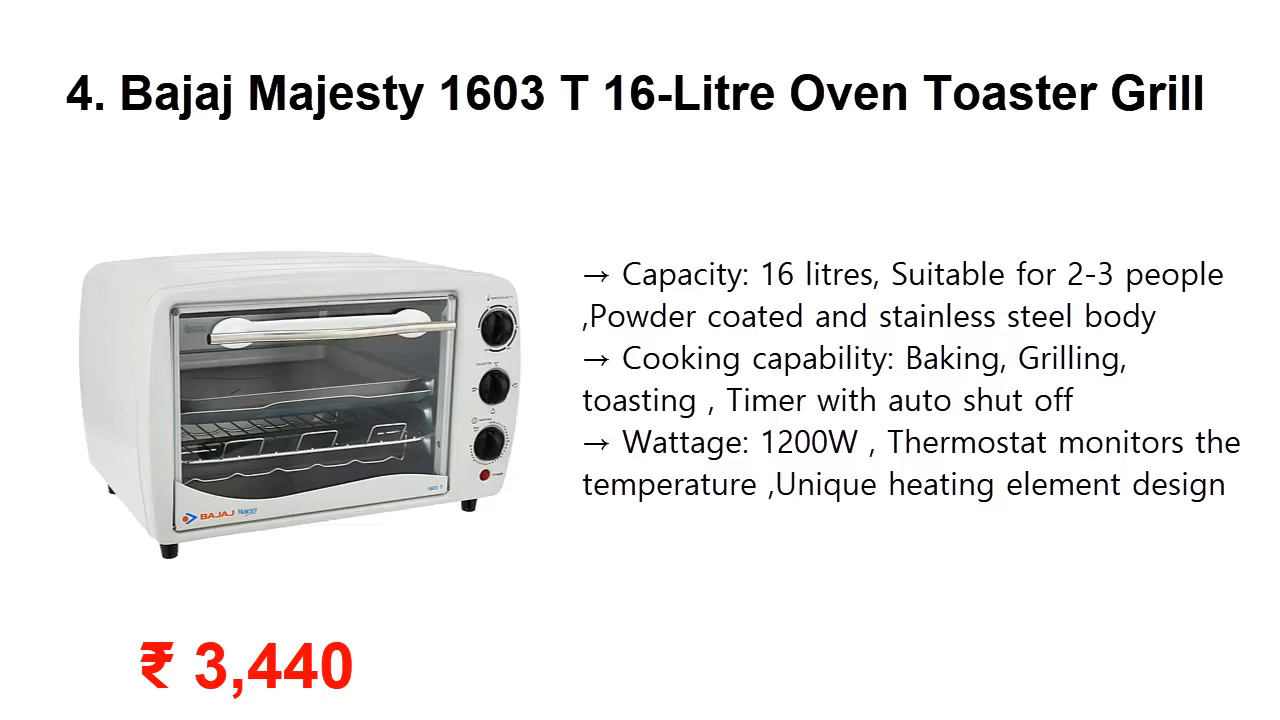 4. Bajaj Majesty 1603 T 16-Litre Oven Toaster Grill
→ Capacity: 16 litres, Suitable for 2-3 people
,Powder coated and stainless steel body
→ Cooking capability: Baking, Grilling,
toasting , Timer with auto shut off
→ Wattage: 1200W , Thermostat monitors the
temperature ,Unique heating element design
1603 T
BAJAJ Majesty
₹ 3,440